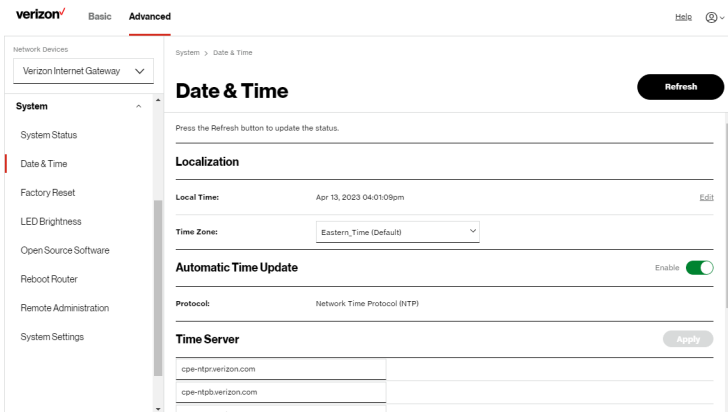 verizon✓ Basic Advanced Help
Network Devices
Verizon Internet Gateway
System
System Status
Date & Time
Factory Reset
LED Brightness
Open Source Software
Reboot Router
Remote Administration
System Settings
System > Date & Time
Date & Time Refresh
Press the Refresh button to update the status.
Localization
Local Time: Apr 13, 2023 04:01:09pm Edit
Time Zone: Eastern_Time (Default)
Automatic Time Update Enable
Protocol: Network Time Protocol (NTP)
Time Server Apply
cpe-ntpr.verizon.com
cpe-ntpb.verizon.com